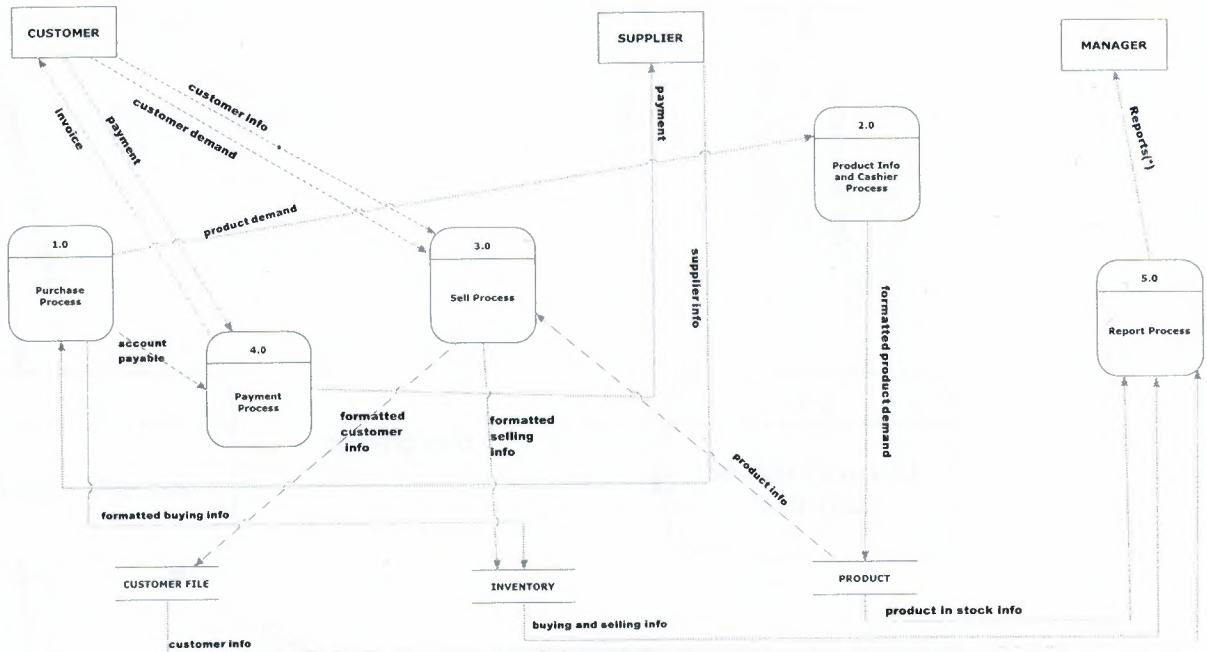 CUSTOMER
SUPPLIER
MANAGER
customer info
customer demand
payment
invoice
payment
Reports(*)
2.0
Product Info
and Cashier
Process
product demand
1.0
Purchase
Process
3.0
Sell Process
supplier info
5.0
Report Process
account
payable
4.0
Payment
Process
formatted product demand
formatted
customer
info
formatted
selling
info
product info
formatted buying info
CUSTOMER FILE
INVENTORY
PRODUCT
product in stock info
buying and selling info
customer info